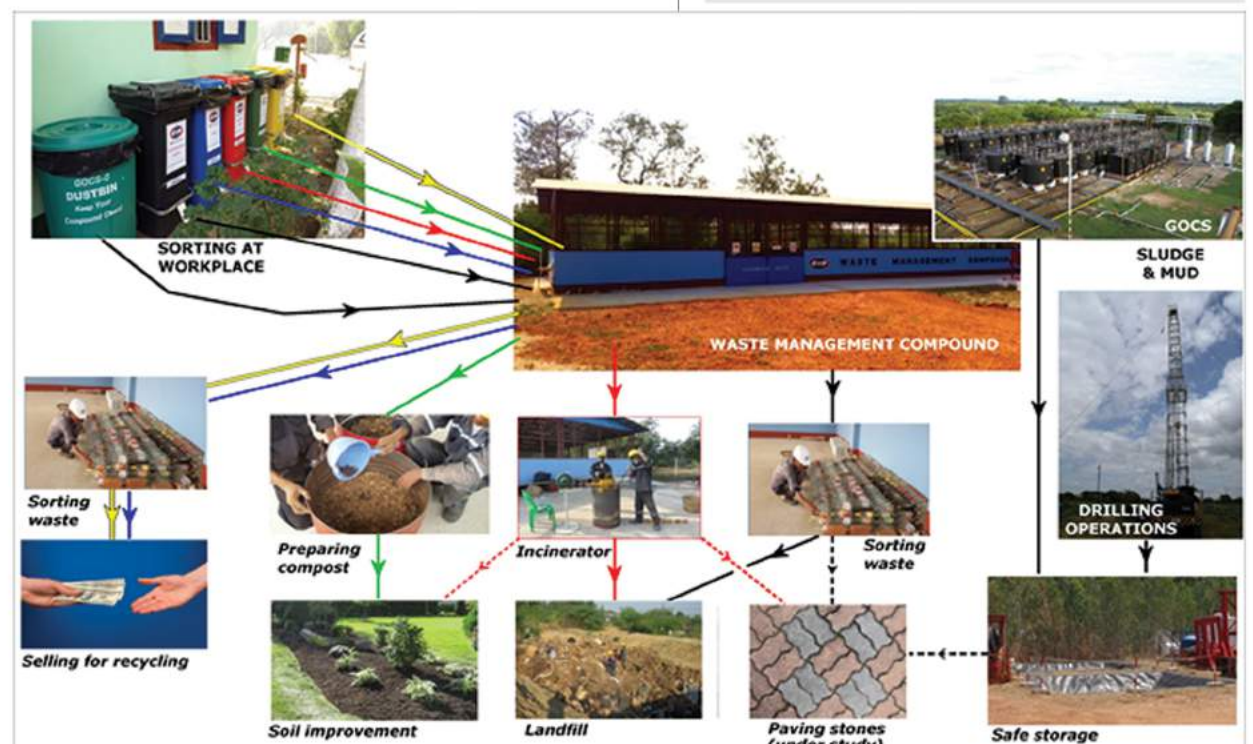 GOCS-2
DUSTBIN
Keep Your
Compound Clean!
SORTING AT
WORKPLACE
WASTE MANAGEMENT COMPOUND
WASTE MANAGEMENT COMPOUND
GOCS
SLUDGE
& MUD
DRILLING
OPERATIONS
Sorting
waste
Selling for recycling
Preparing
compost
Incinerator
Sorting
waste
Soil improvement
Landfill
Paving stones
(under study)
Safe storage